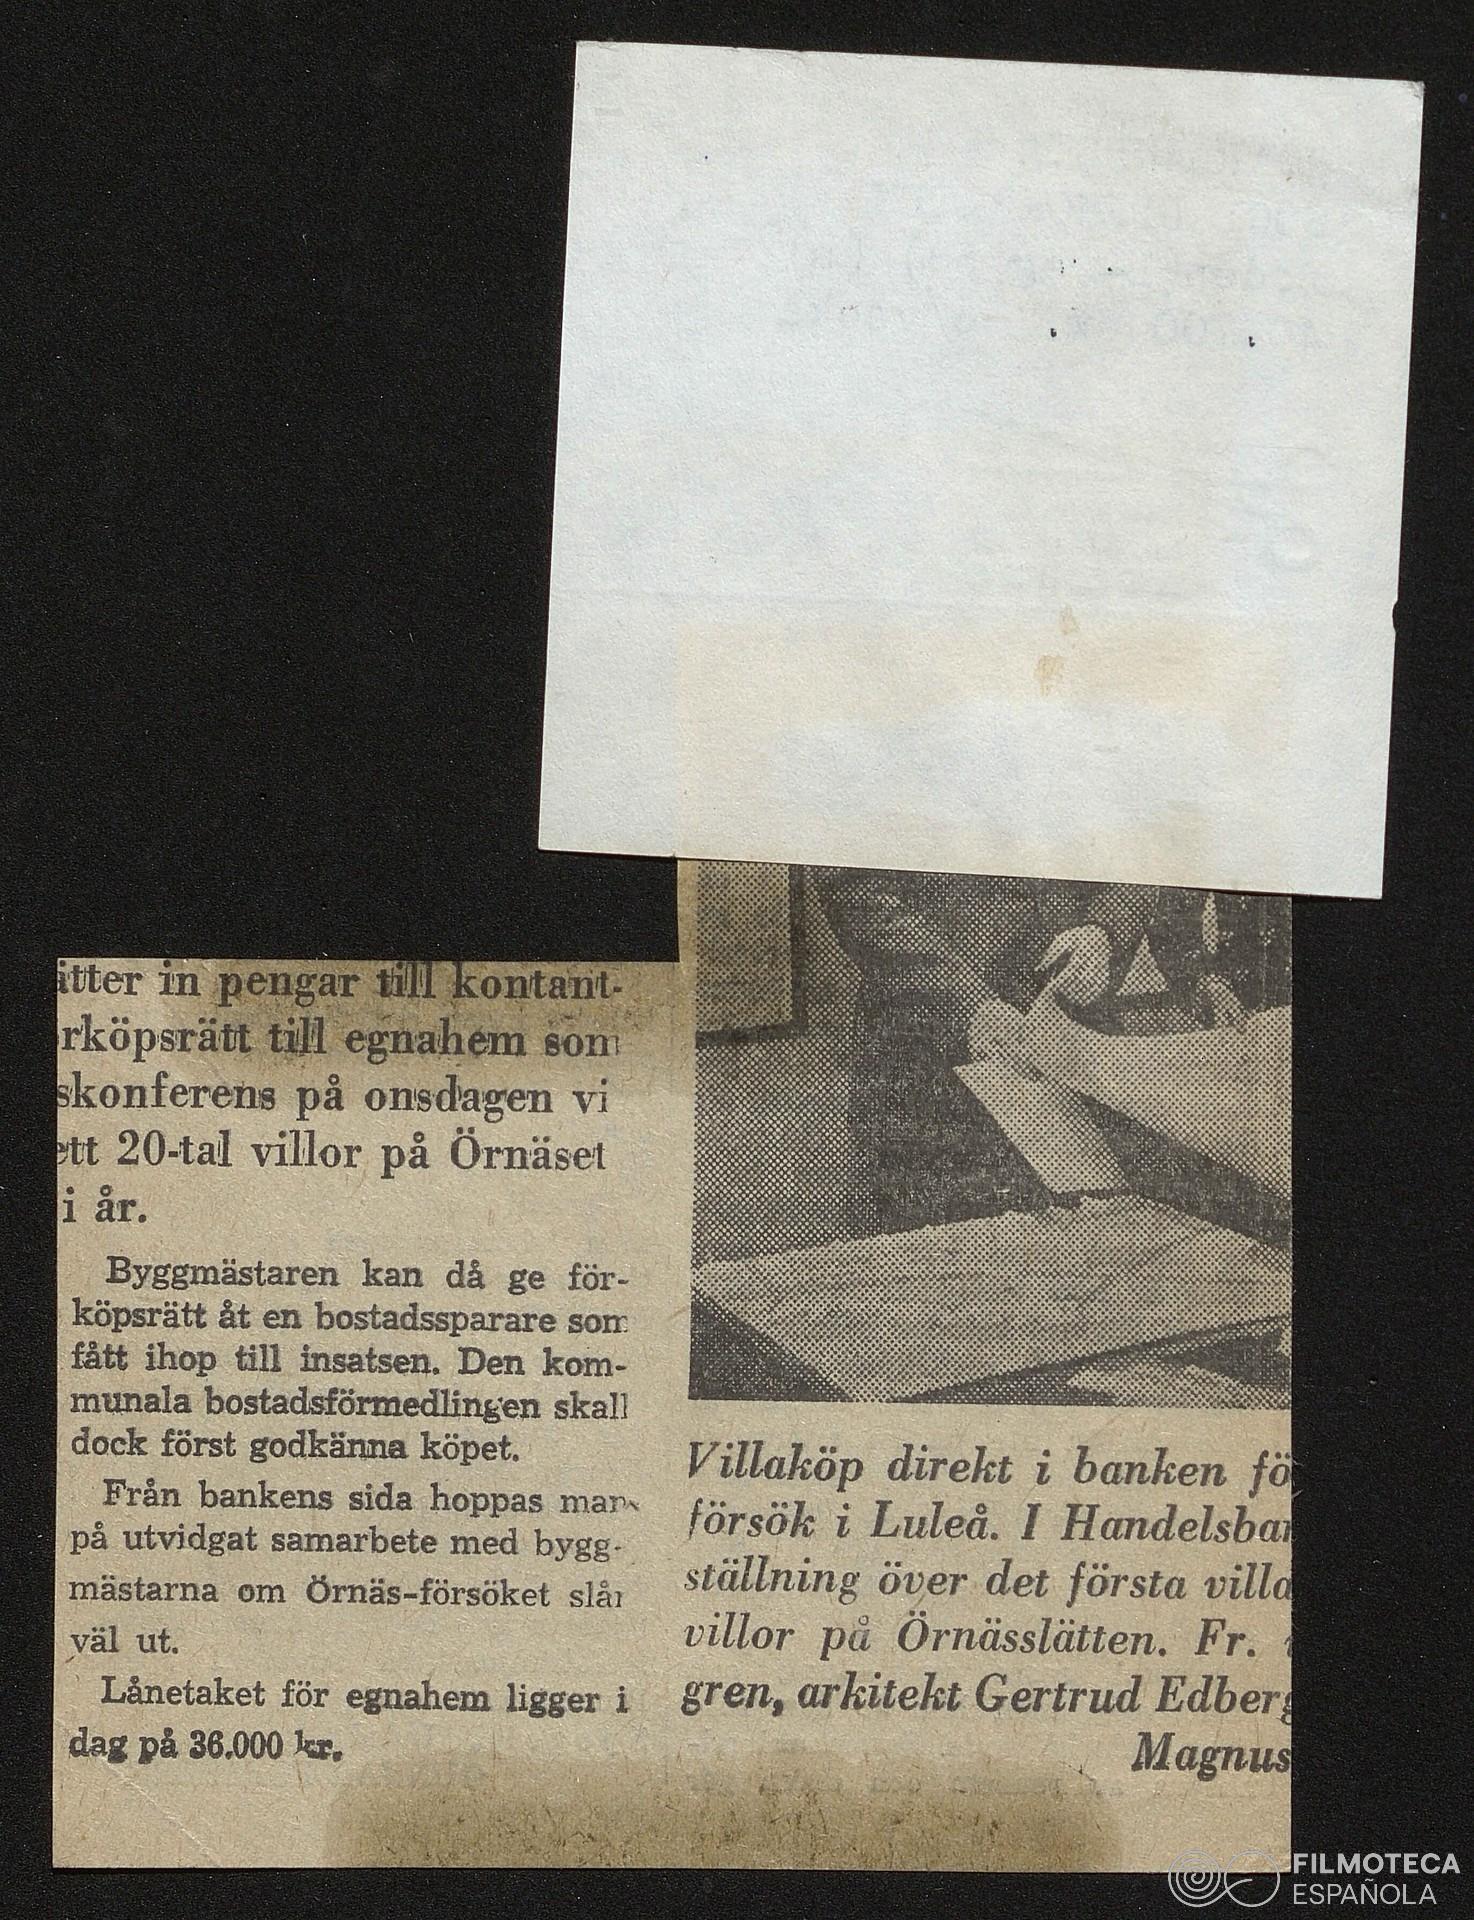 itter in pengar till kontant-
rköpsrätt till egnahem som
skonferens på onsdagen vi
ett 20-tal villor på Örnäset
i år.
Byggmästaren kan då ge för-
köpsrätt åt en bostadssparare som
fått ihop till insatsen. Den kom-
munala bostadsförmedlingen skall
dock först godkänna köpet.
Från bankens sida hoppas man
på utvidgat samarbete med bygg-
mästarna om Örnäs-försöket slår
väl ut.
Lånetaket för egnahem ligger i
dag på 36.000 kr.
Villaköp direkt i banken fö
försök i Luleå. I Handelsban
ställning över det första villa
villor på Örnässlätten. Fr.
gren, arkitekt Gertrud Edberg
Magnus
FILMOTECA
ESPAÑOLA